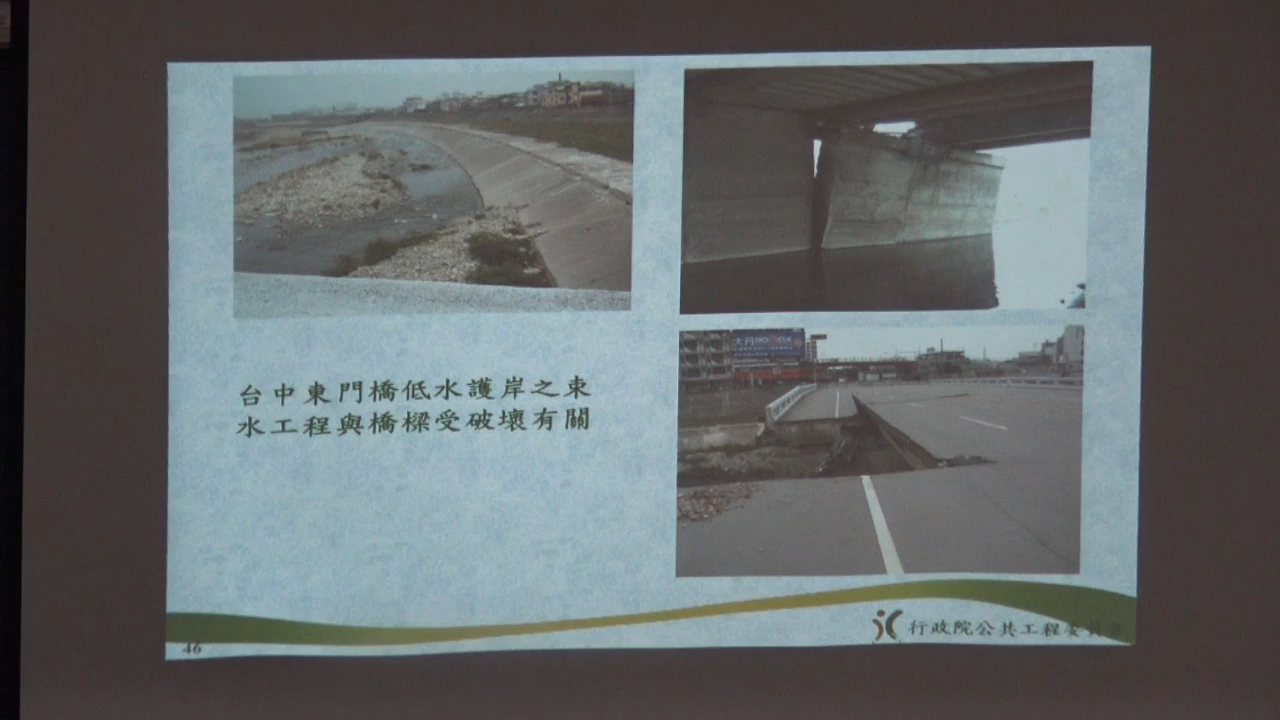 台中東門橋低水護岸之束
水工程與橋樑受破壞有關
行政院公共工程委員會
46